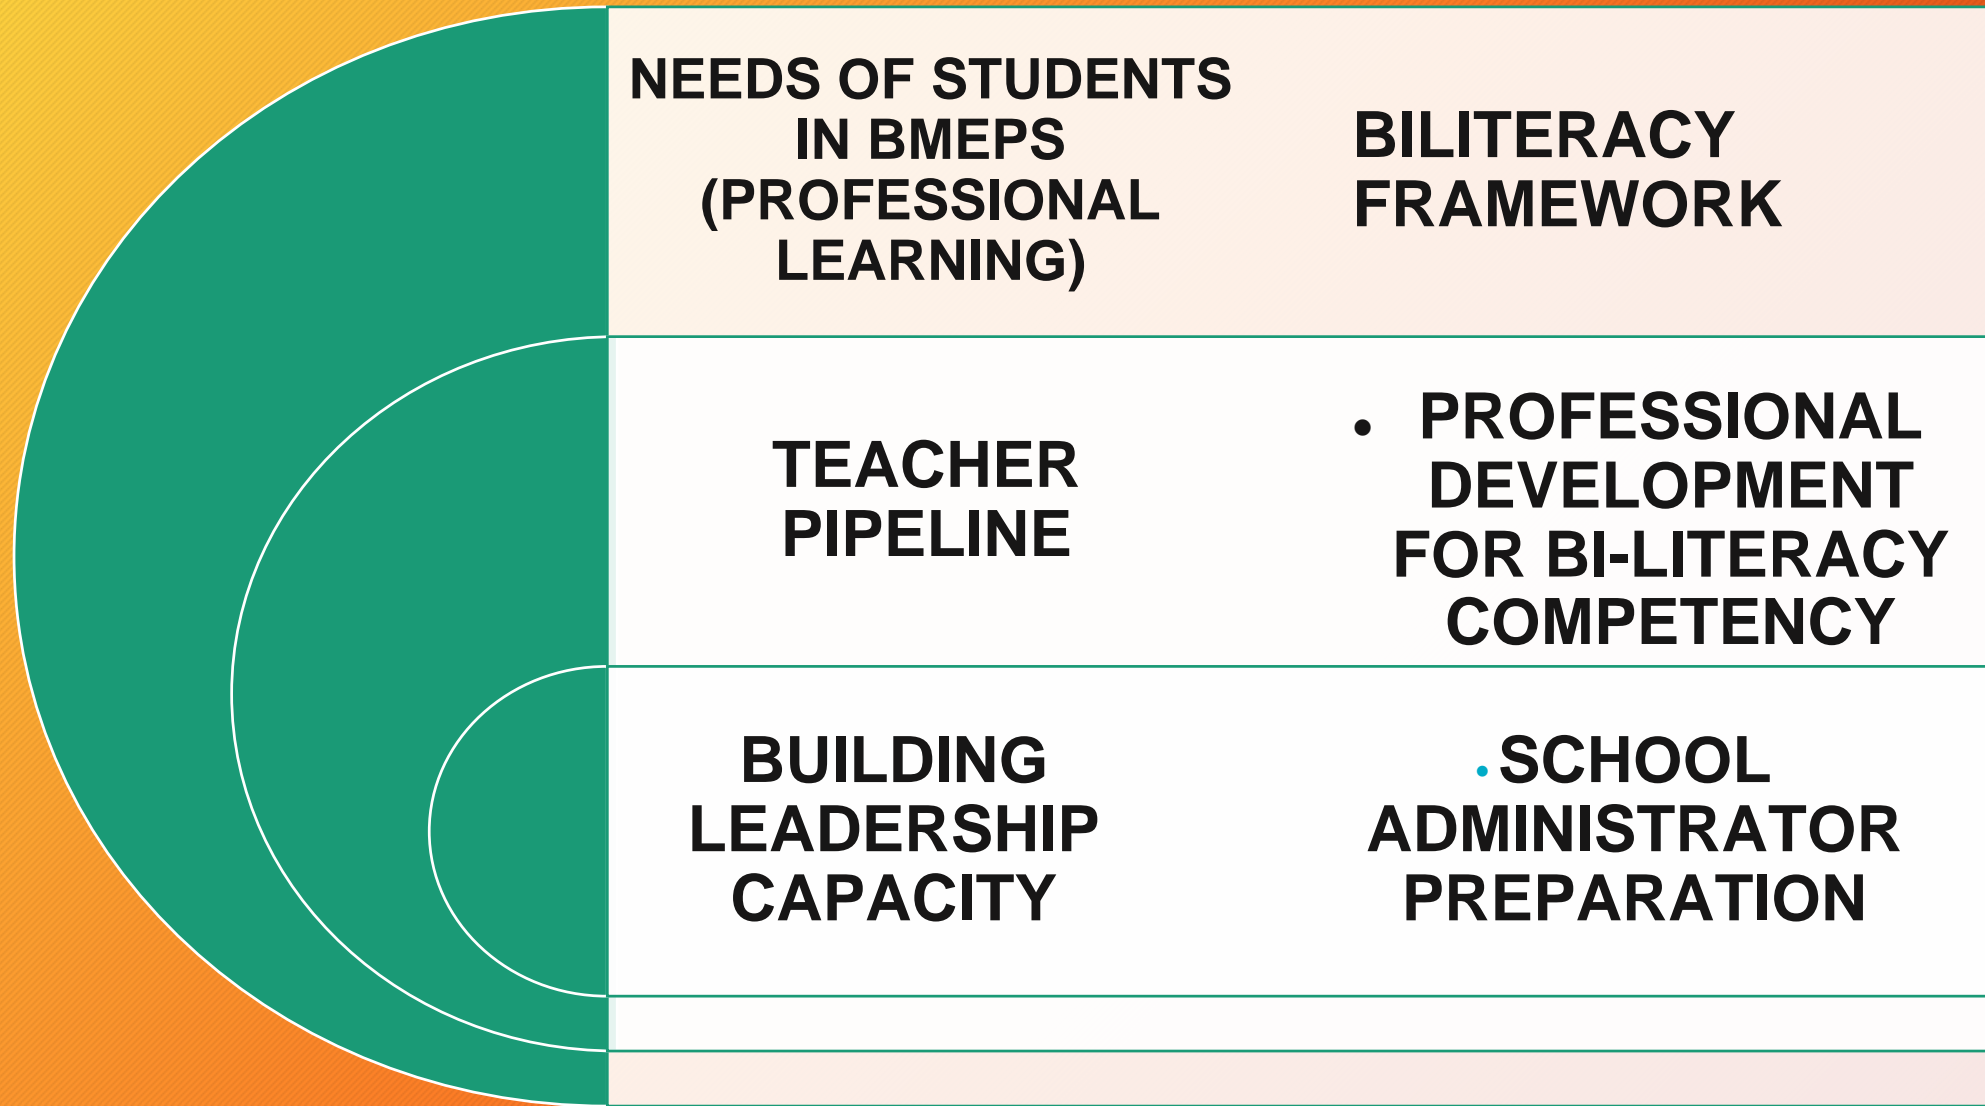 NEEDS OF STUDENTS
IN BMEPS
(PROFESSIONAL
LEARNING)
BILITERACY
FRAMEWORK
TEACHER
PIPELINE
• PROFESSIONAL
DEVELOPMENT
FOR BI-LITERACY
COMPETENCY
BUILDING
LEADERSHIP
CAPACITY
• SCHOOL
ADMINISTRATOR
PREPARATION